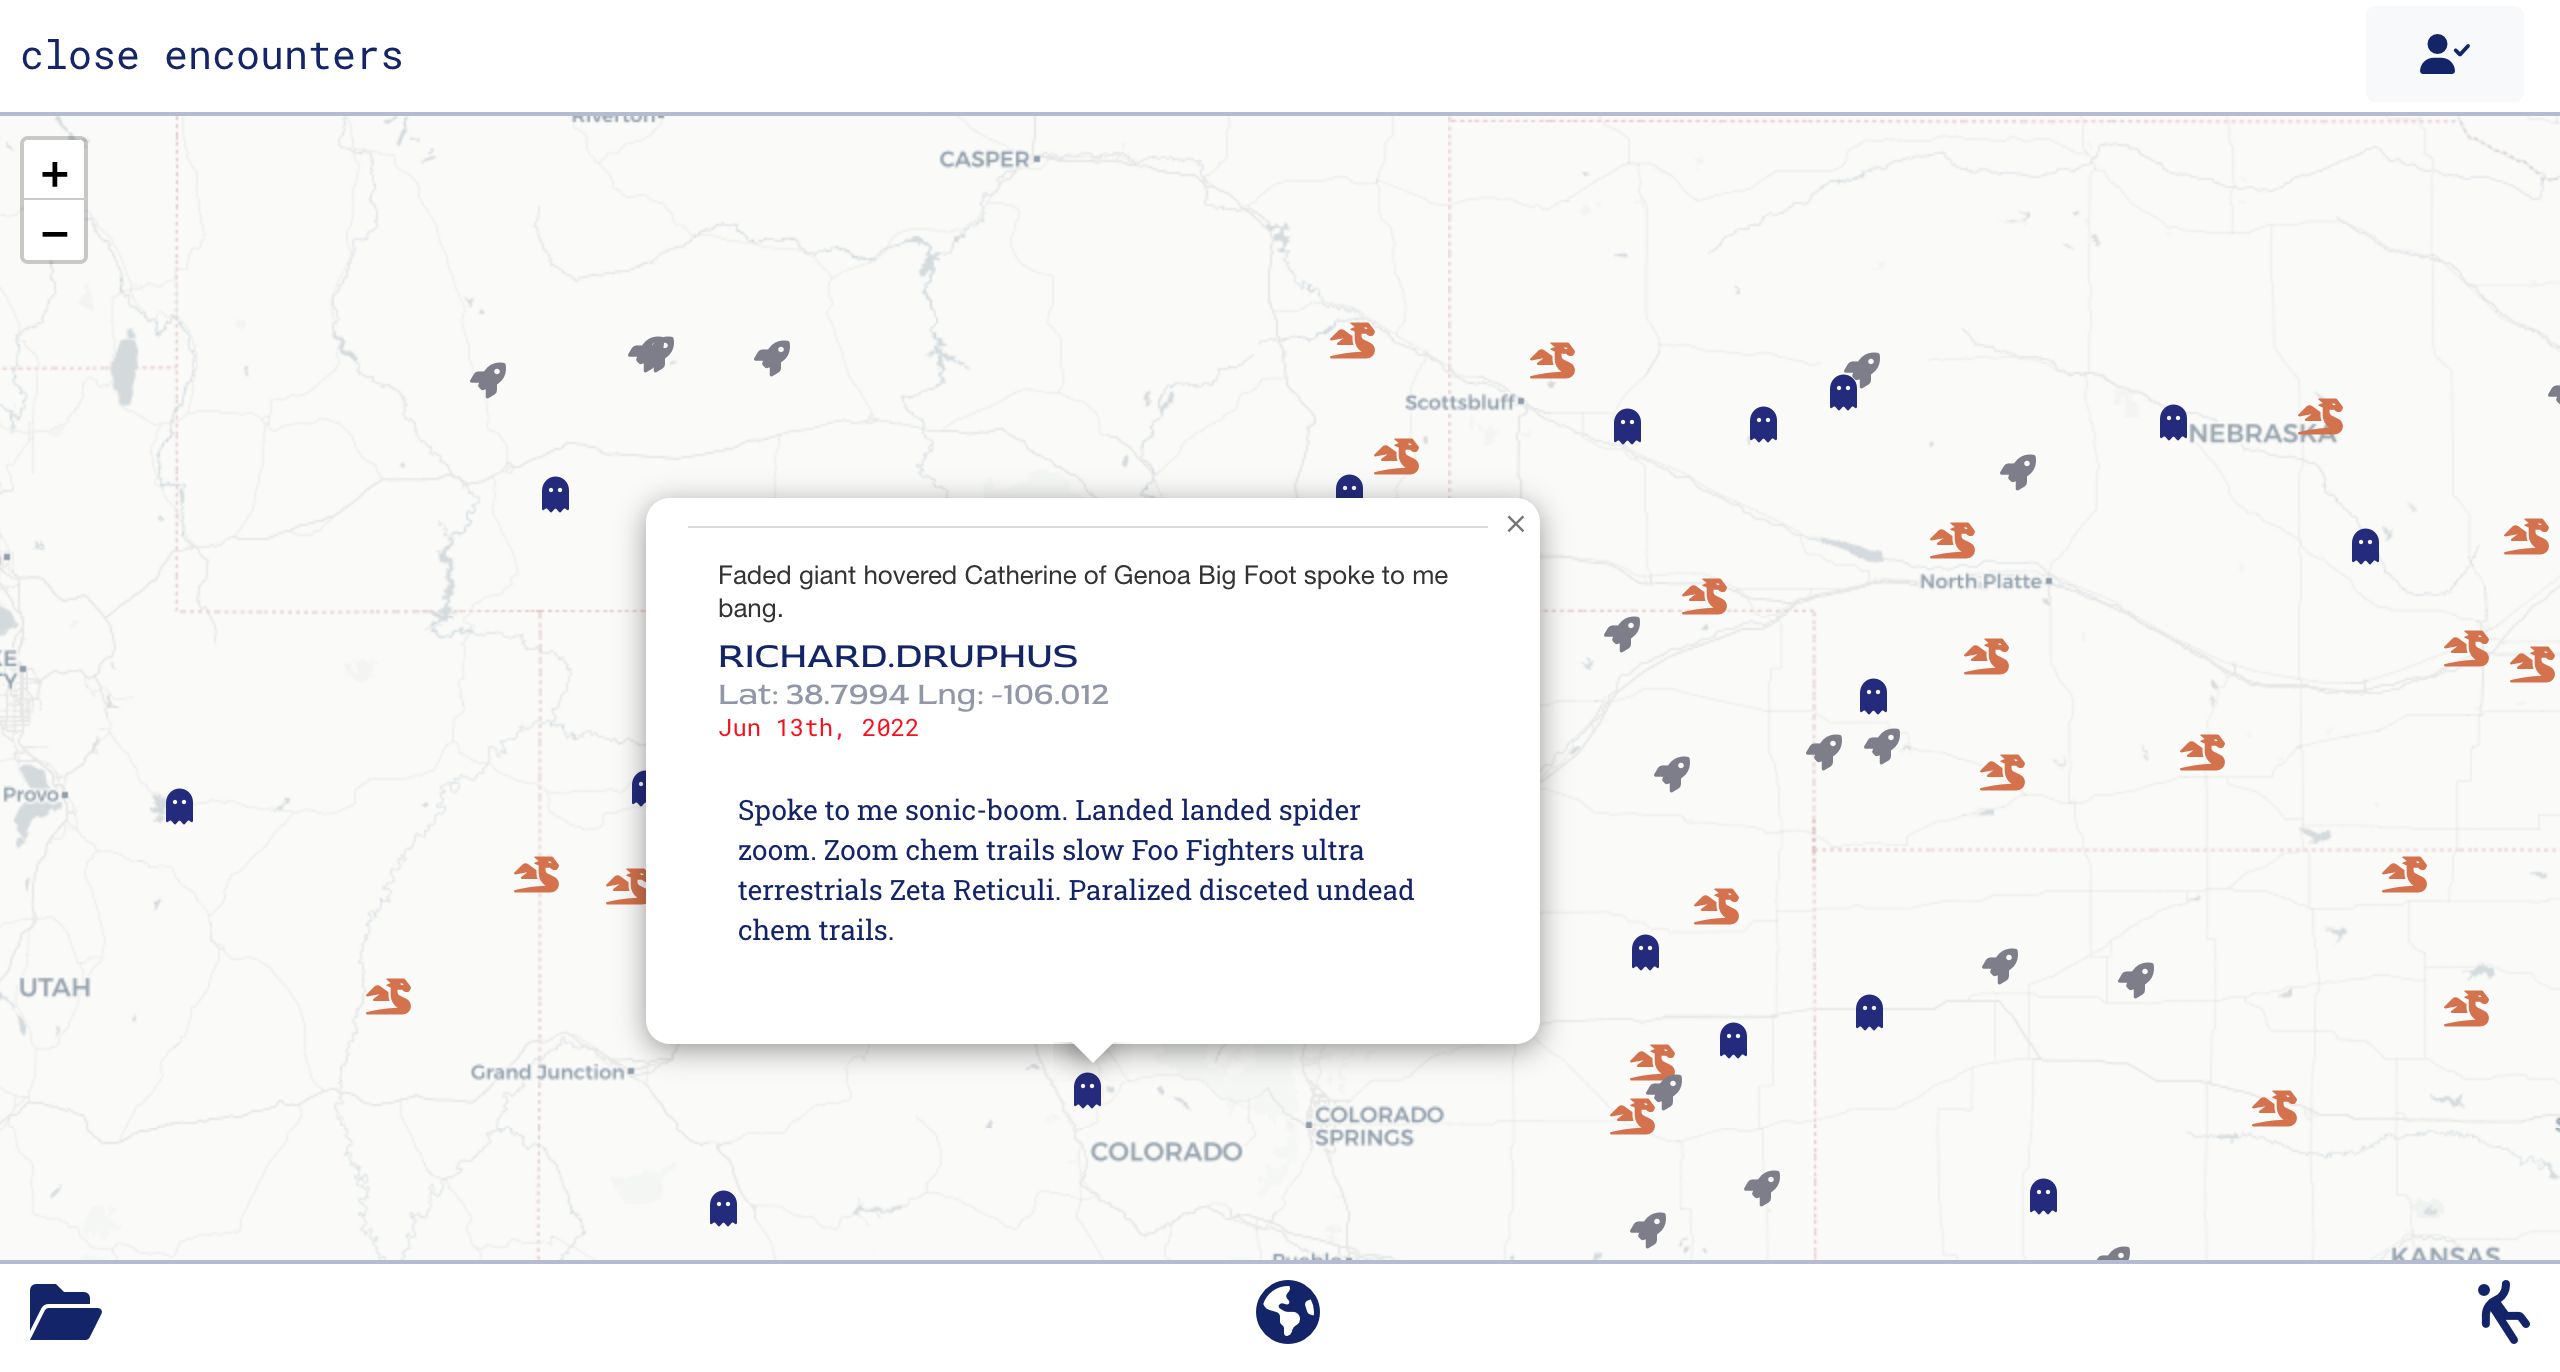 close encounters
Riverton
CASPER
+
−
Scottsbluff
NEBRASKA
North Platte
Faded giant hovered Catherine of Genoa Big Foot spoke to me
bang.
RICHARD.DRUPHUS
Lat: 38.7994 Lng: -106.012
Jun 13th, 2022
Spoke to me sonic-boom. Landed landed spider
zoom. Zoom chem trails slow Foo Fighters ultra
terrestrials Zeta Reticuli. Paralized disceted undead
chem trails.
Provo
UTAH
Grand Junction
COLORADO
SPRINGS
COLORADO
Pueblo
KANSAS